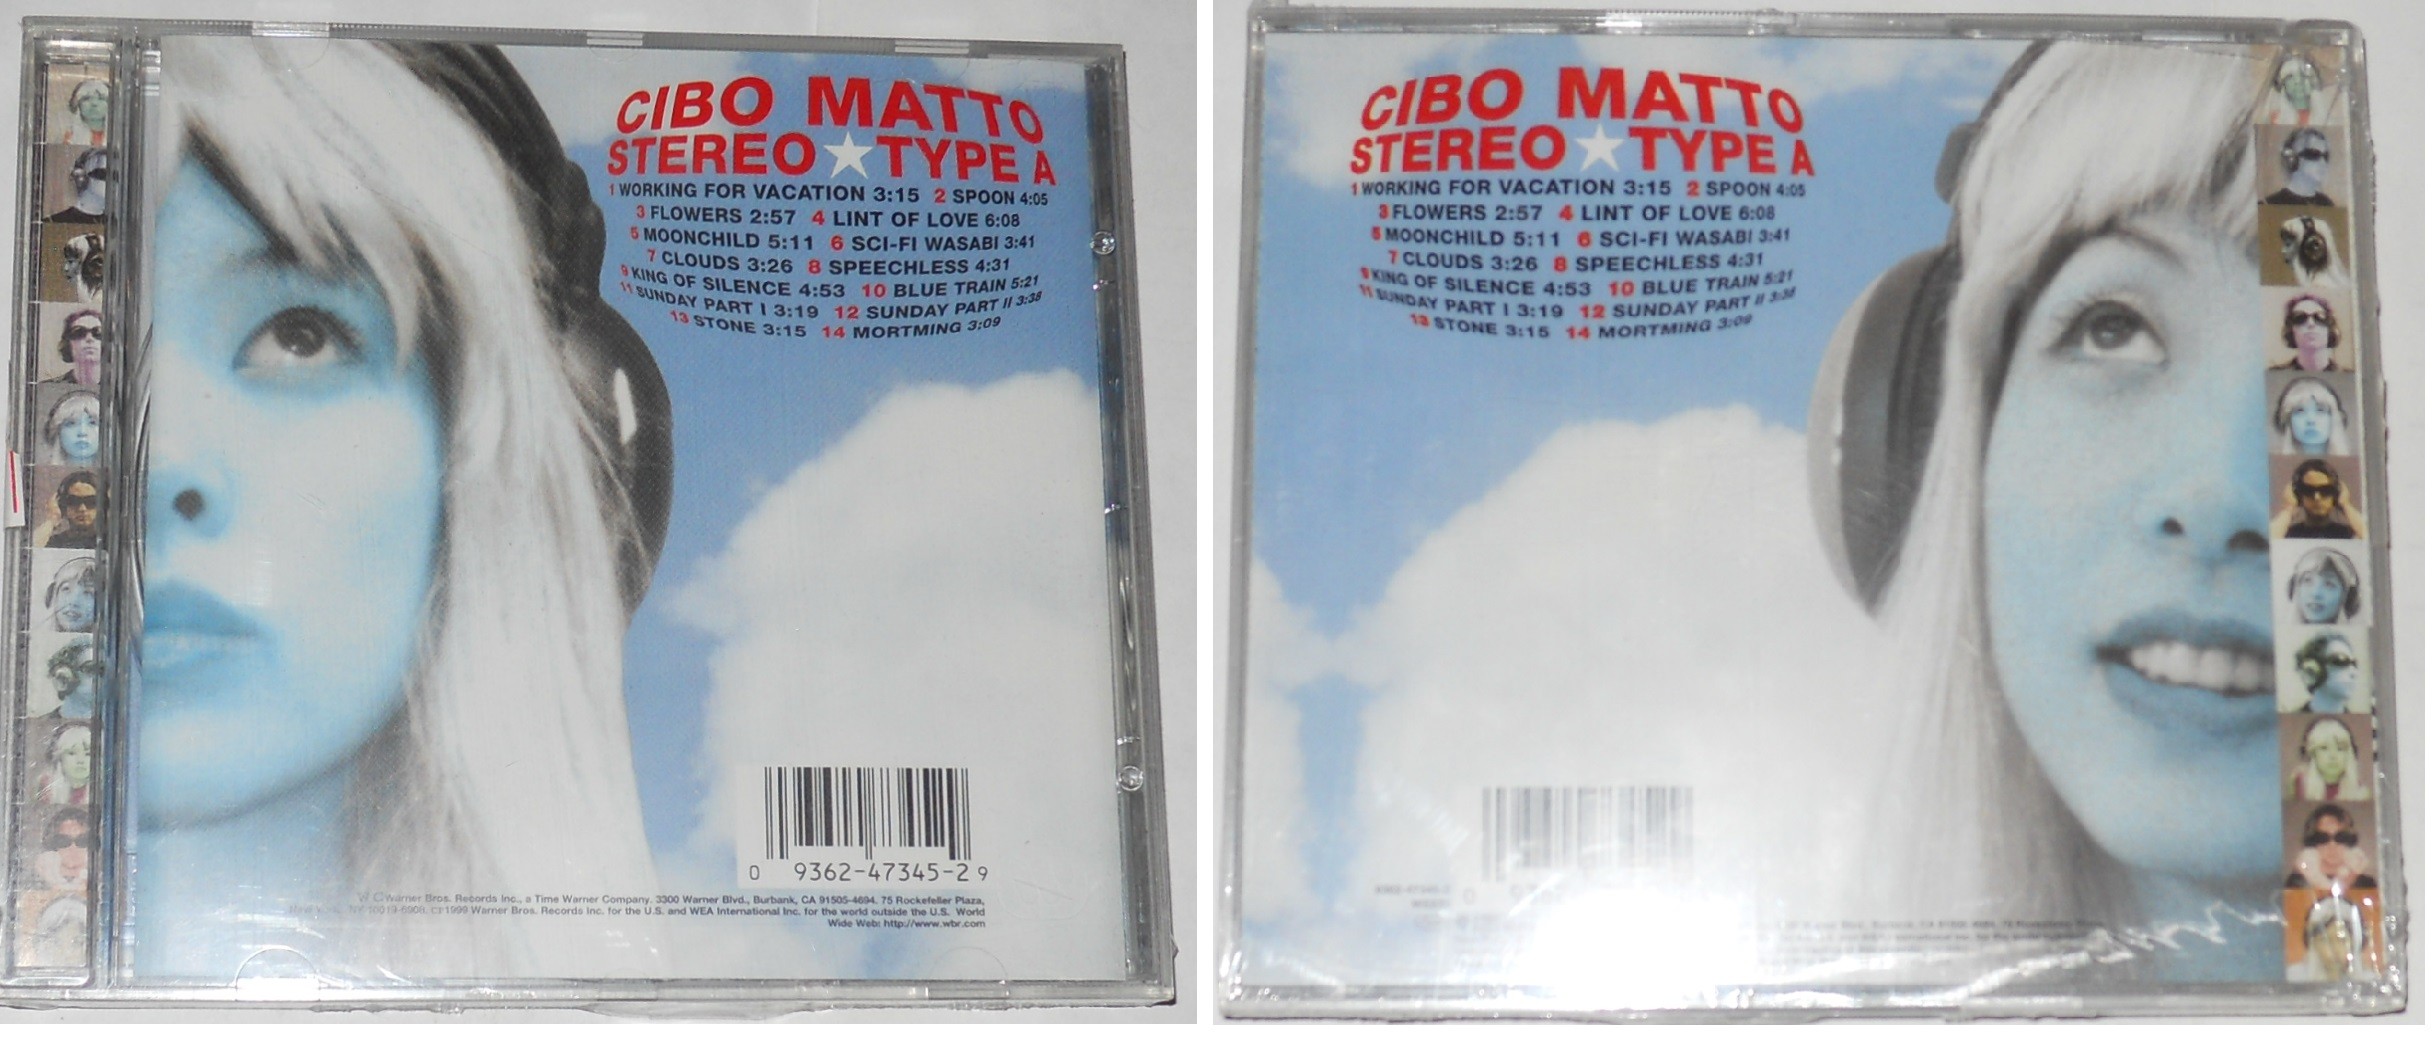 CIBO MATTO
STEREO★TYPE A
1 WORKING FOR VACATION 3:15 2 SPOON 4:05
3 FLOWERS 2:57 4 LINT OF LOVE 6:08
5 MOONCHILD 5:11 6 SCI-FI WASABI 3:41
7 CLOUDS 3:26 8 SPEECHLESS 4:31
9 KING OF SILENCE 4:53 10 BLUE TRAIN 5:21
11 SUNDAY PART I 3:19 12 SUNDAY PART II 3:38
13 STONE 3:15 14 MORTMING 3:09
0 9362-47345-2 9
Warner Bros. Records Inc., a Time Warner Company. 3300 Warner Blvd., Burbank, CA 91505-4694. 75 Rockefeller Plaza,
NY 10019-6908. 1999 Warner Bros. Records Inc. for the U.S. and WEA International Inc. for the world outside the U.S. World
Wide Web: http://www.wbr.com
CIBO MATTO
STEREO★TYPE A
1 WORKING FOR VACATION 3:15 2 SPOON 4:05
3 FLOWERS 2:57 4 LINT OF LOVE 6:08
5 MOONCHILD 5:11 6 SCI-FI WASABI 3:41
7 CLOUDS 3:26 8 SPEECHLESS 4:31
9 KING OF SILENCE 4:53 10 BLUE TRAIN 5:21
11 SUNDAY PART I 3:19 12 SUNDAY PART II 3:38
13 STONE 3:15 14 MORTMING 3:09